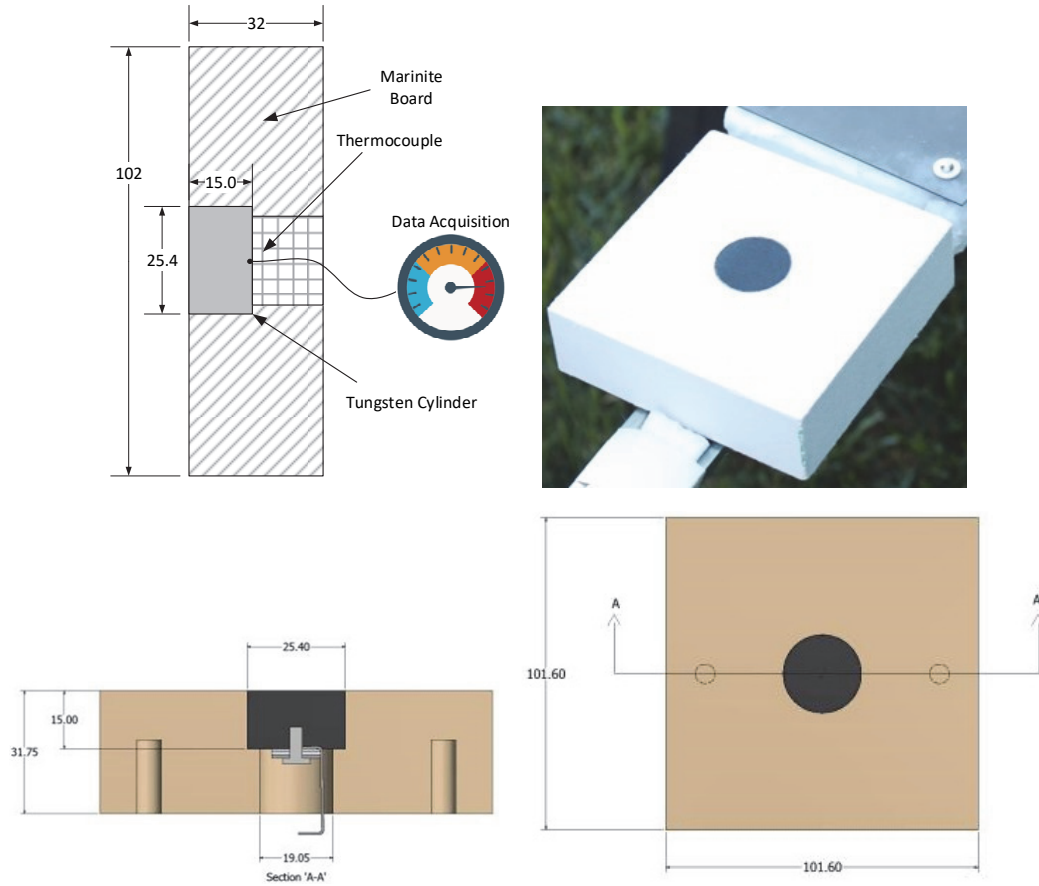 32
Marinite
Board
Thermocouple
102
15.0
Data Acquisition
25.4
Tungsten Cylinder
25.40
15.00
31.75
19.05
Section 'A-A'
A
A
101.60
101.60